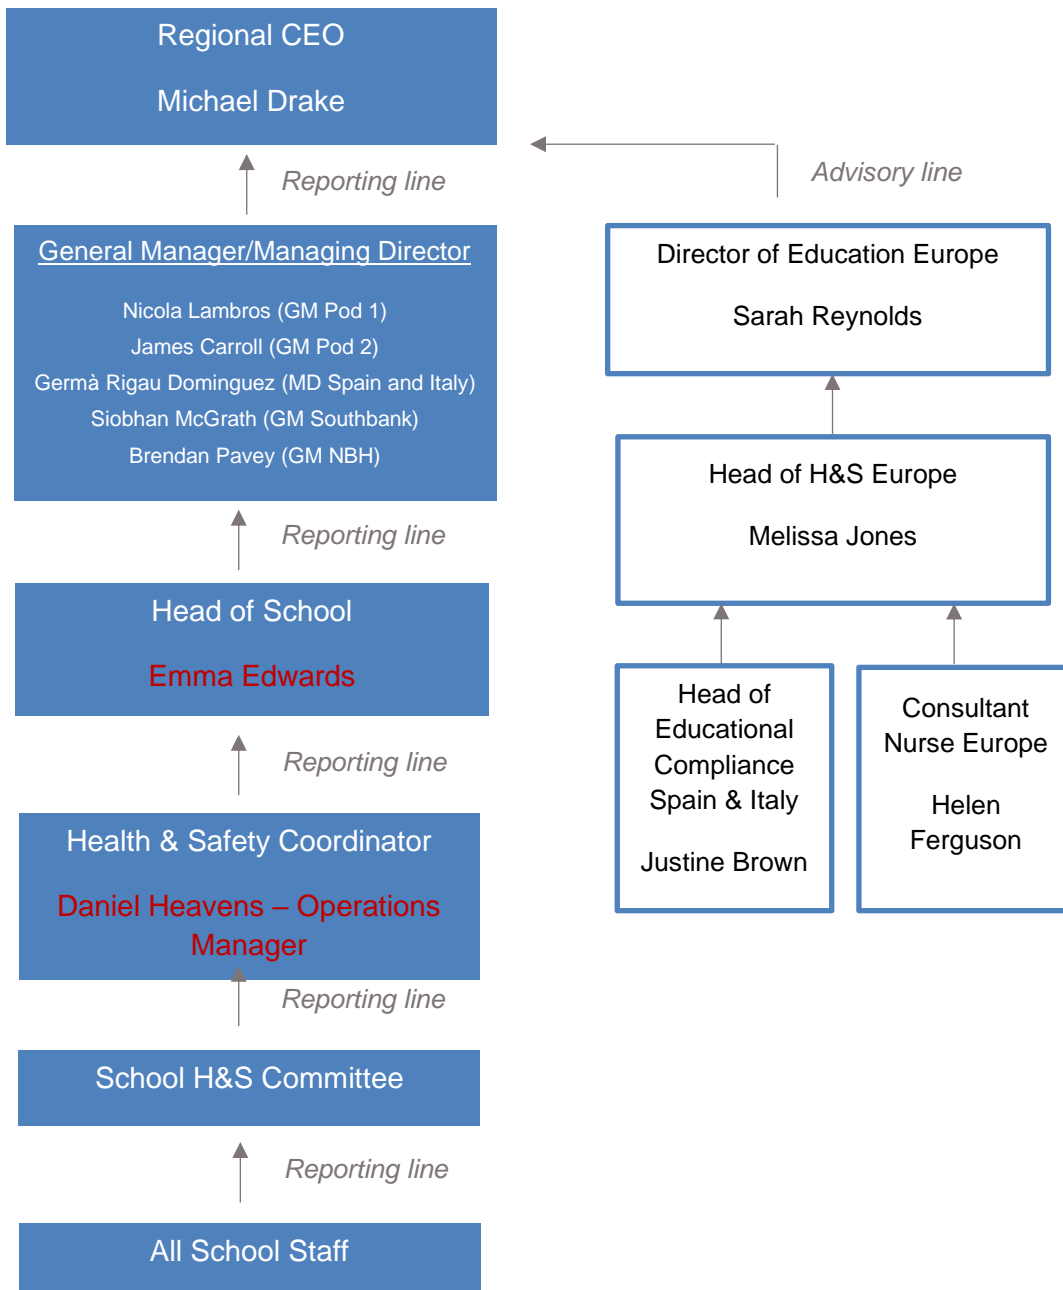 Regional CEO
Michael Drake
Reporting line
Advisory line
General Manager/Managing Director
Nicola Lambros (GM Pod 1)
James Carroll (GM Pod 2)
Germà Rigau Dominguez (MD Spain and Italy)
Siobhan McGrath (GM Southbank)
Brendan Pavey (GM NBH)
Director of Education Europe
Sarah Reynolds
Head of H&S Europe
Melissa Jones
Reporting line
Head of School
Emma Edwards
Head of
Educational
Compliance
Spain & Italy
Justine Brown
Consultant
Nurse Europe
Helen
Ferguson
Reporting line
Health & Safety Coordinator
Daniel Heavens – Operations
Manager
Reporting line
School H&S Committee
Reporting line
All School Staff